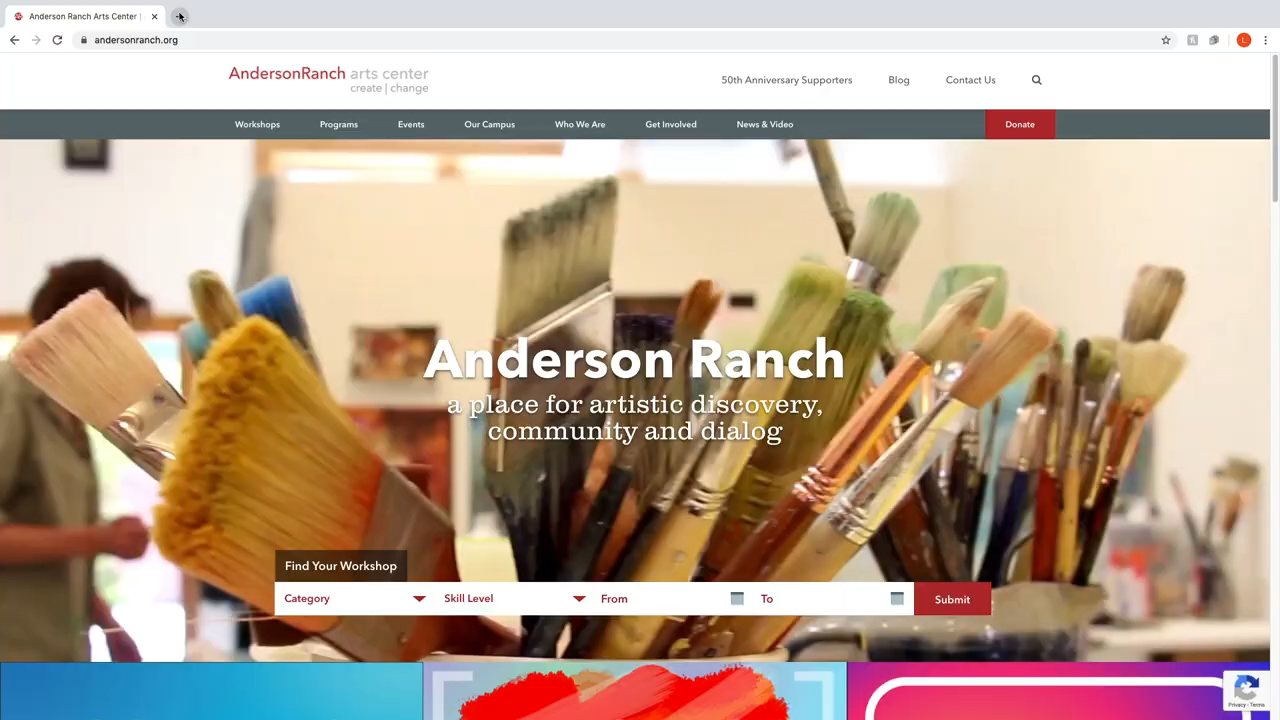 Anderson Ranch Arts Center |
andersonranch.org
L
AndersonRanch arts center
create | change
50th Anniversary Supporters
Blog
Contact Us
Workshops
Programs
Events
Our Campus
Who We Are
Get Involved
News & Video
Donate
Anderson Ranch
a place for artistic discovery,
community and dialog
Find Your Workshop
Category
Skill Level
From
To
Submit
Privacy - Terms